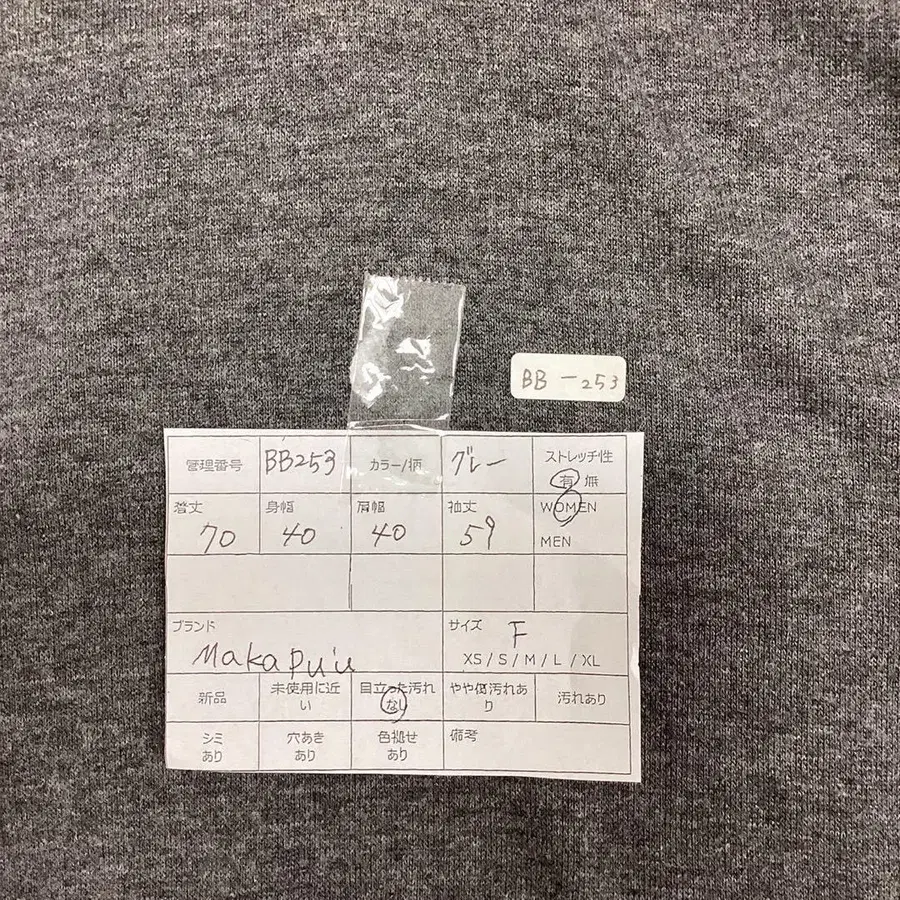 BB-253
管理番号 BB253 カラー/柄 グレー ストレッチ性
有 無
着丈 身幅 肩幅 袖丈 WOMEN
70 40 40 59 MEN
ブランド サイズ F
Makapu'u XS / S / M / L / XL
新品 未使用に近 目立った汚れ やや傷汚れあ 汚れあり
い なし り
シミ 穴あき 色褪せ 備考
あり あり あり